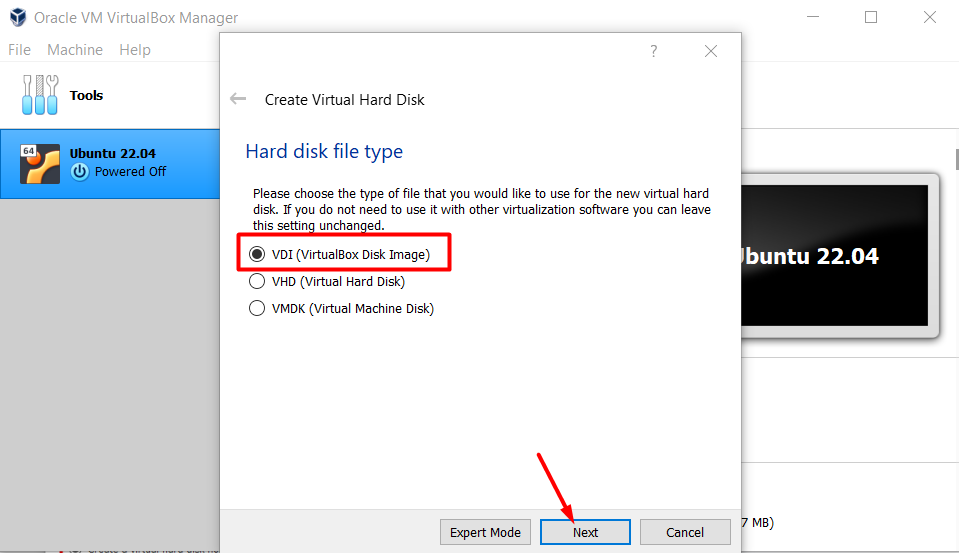 Oracle VM VirtualBox Manager
File Machine Help
Tools
64
Ubuntu 22.04
Powered Off
?
Create Virtual Hard Disk
Hard disk file type
Please choose the type of file that you would like to use for the new virtual hard
disk. If you do not need to use it with other virtualization software you can leave
this setting unchanged.
VDI (VirtualBox Disk Image)
VHD (Virtual Hard Disk)
VMDK (Virtual Machine Disk)
Expert Mode
Next
Cancel
Ubuntu 22.04
7 MB)